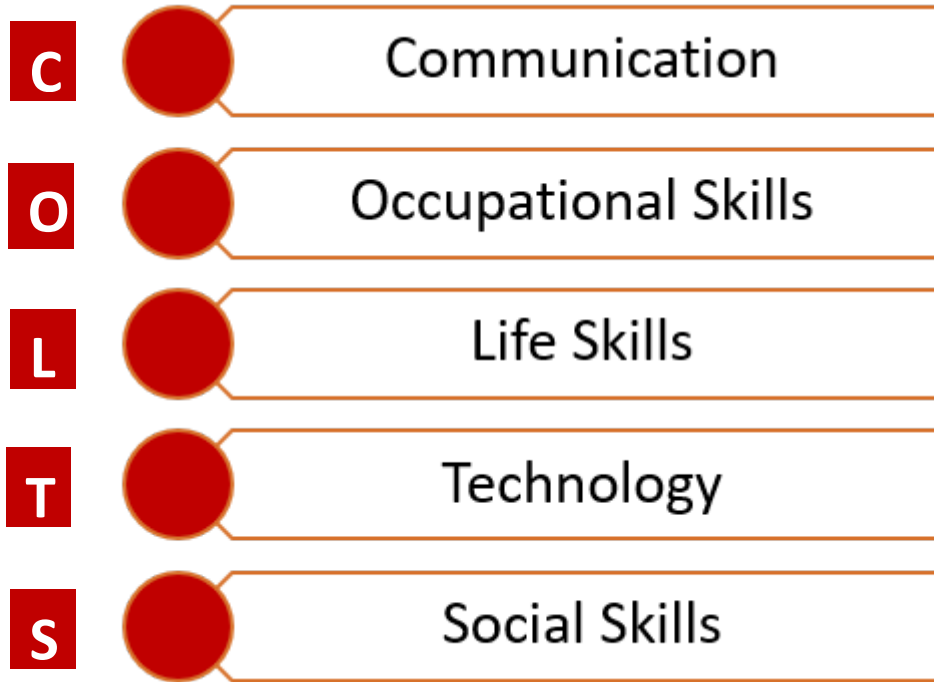 C Communication
O Occupational Skills
L Life Skills
T Technology
S Social Skills